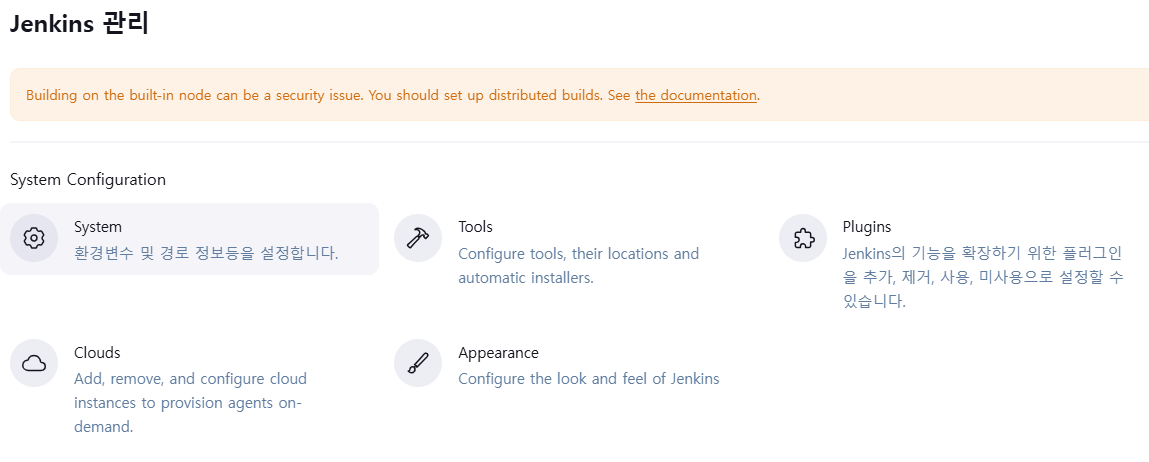 Jenkins 관리
Building on the built-in node can be a security issue. You should set up distributed builds. See the documentation.
System Configuration
System
환경변수 및 경로 정보등을 설정합니다.
Tools
Configure tools, their locations and
automatic installers.
Plugins
Jenkins의 기능을 확장하기 위한 플러그인
을 추가, 제거, 사용, 미사용으로 설정할 수
있습니다.
Clouds
Add, remove, and configure cloud
instances to provision agents on-
demand.
Appearance
Configure the look and feel of Jenkins